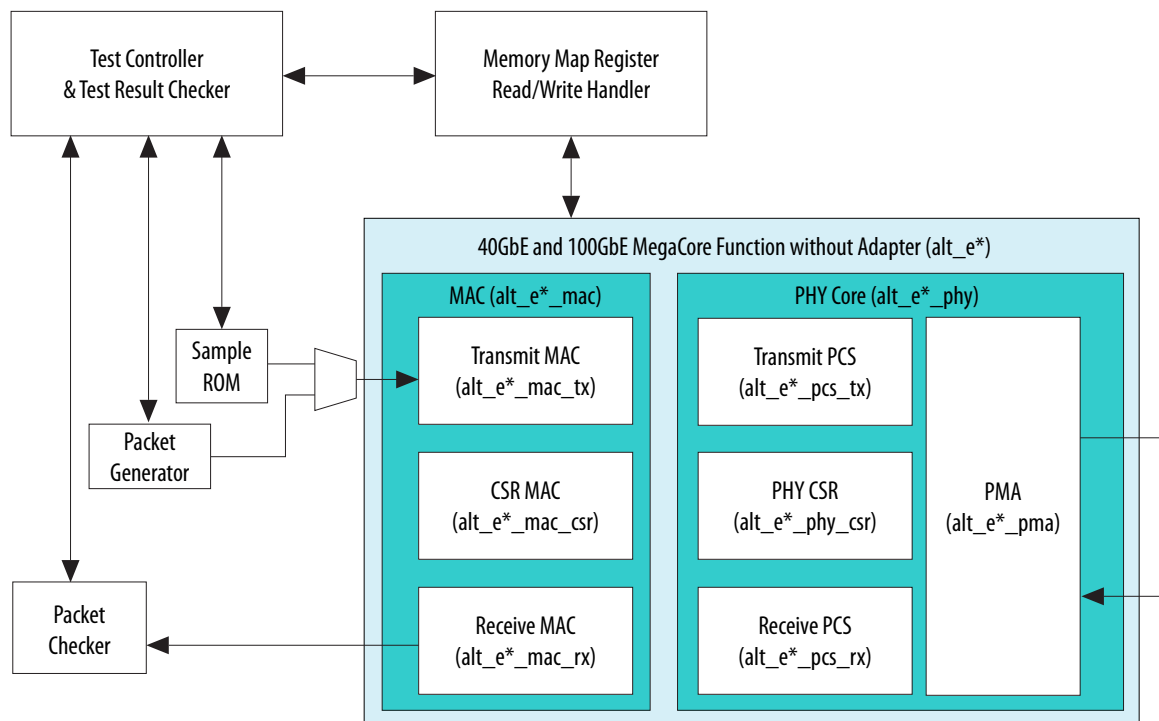 Test Controller
& Test Result Checker
Memory Map Register
Read/Write Handler
40GbE and 100GbE MegaCore Function without Adapter (alt_e*)
MAC (alt_e*_mac)
PHY Core (alt_e*_phy)
Sample
ROM
Transmit MAC
(alt_e*_mac_tx)
Transmit PCS
(alt_e*_pcs_tx)
Packet
Generator
CSR MAC
(alt_e*_mac_csr)
PHY CSR
(alt_e*_phy_csr)
PMA
(alt_e*_pma)
Packet
Checker
Receive MAC
(alt_e*_mac_rx)
Receive PCS
(alt_e*_pcs_rx)